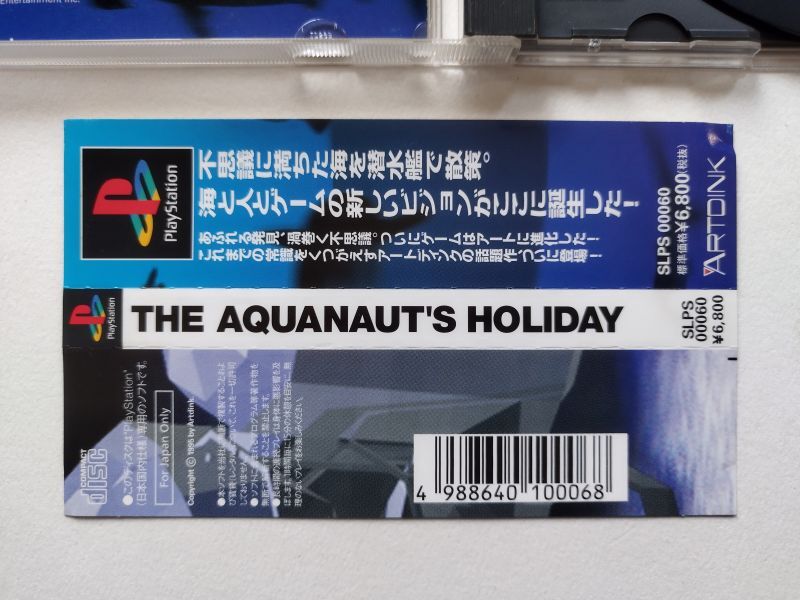 Entertainment Inc.
PlayStation
不思議に満ちた海を潜水艦で散策。
海と人とゲームの新しいビジョンがここに誕生した!
あふれる発見、渦巻く不思議。ついにゲームはアートに進化した!
これまでの常識をくつがえすアートディンクの話題作ついに登場!
SLPS 00060
標準価格¥6,800(税抜)
ARTDINK
PlayStation
THE AQUANAUT'S HOLIDAY
SLPS
00060
¥6,800
COMPACT
disc
●このディスクは"PlayStation"
(日本国内仕様)専用のソフトです。
For Japan Only
Copyright © 1995 by Artdink.
4 988640 100068